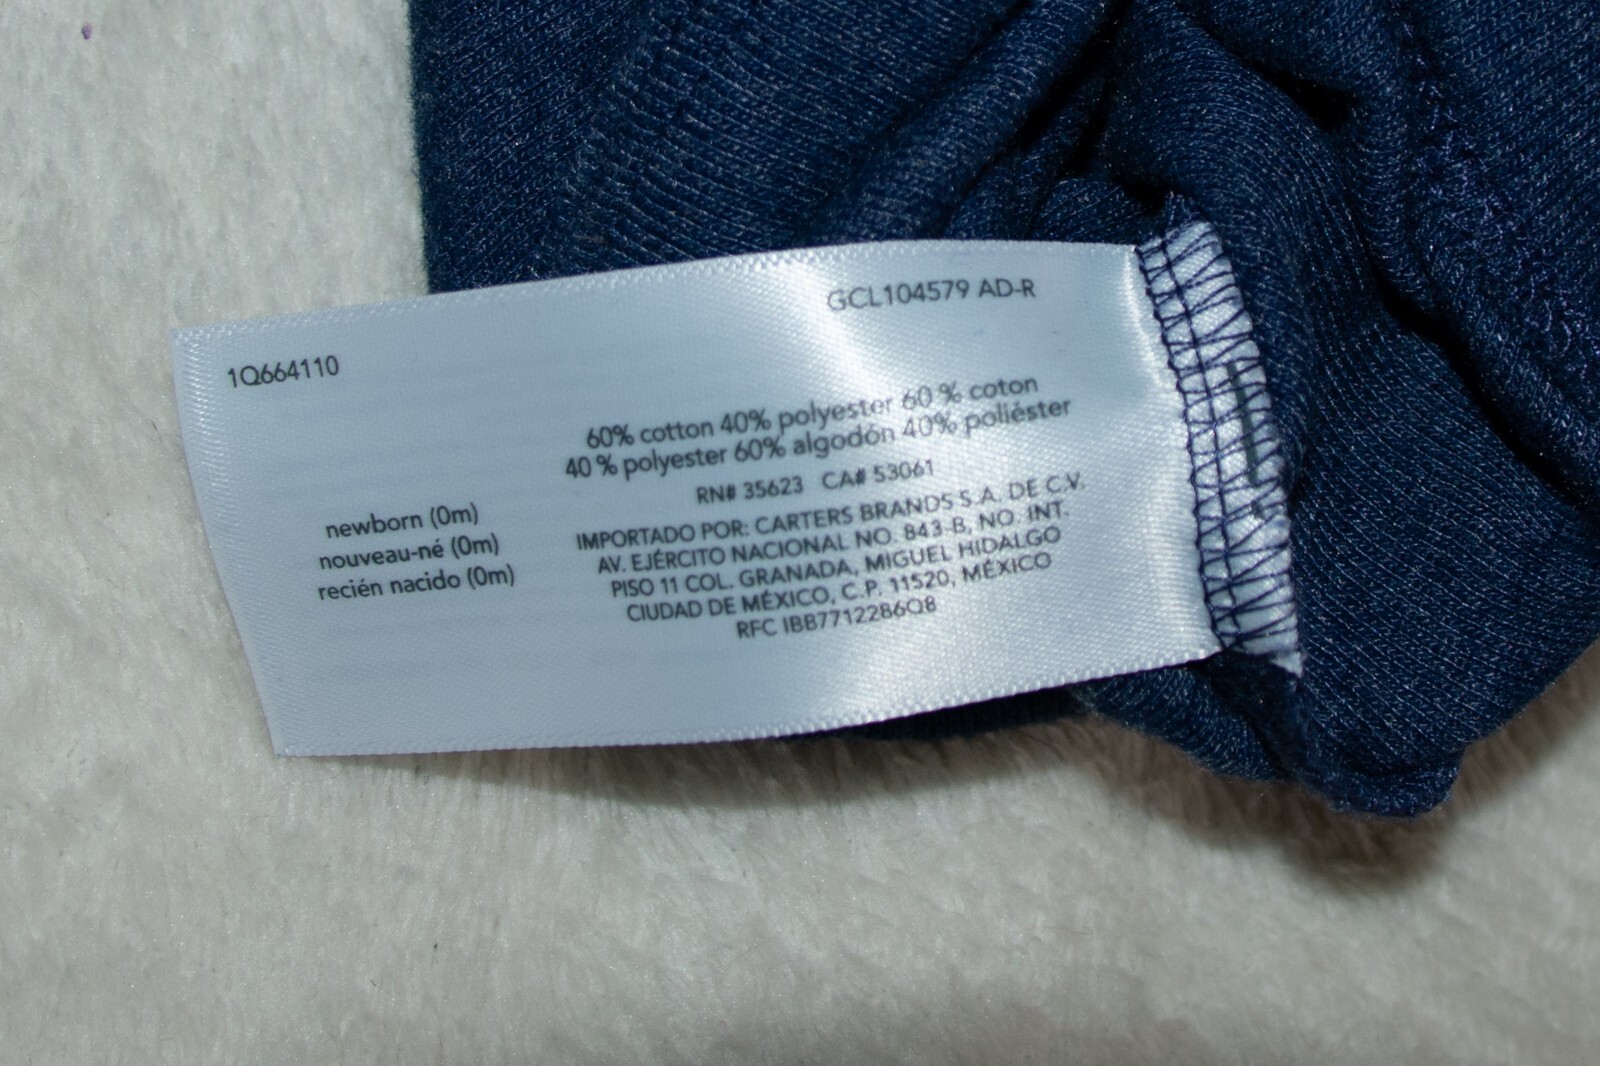 GCL104579 AD-R
1Q664110
60% cotton 40% polyester 60 % coton
40 % polyester 60% algodón 40% poliéster
RN# 35623 CA# 53061
IMPORTADO POR: CARTERS BRANDS S.A. DE C.V.
AV. EJÉRCITO NACIONAL NO. 843-B, NO. INT.
PISO 11 COL. GRANADA, MIGUEL HIDALGO
CIUDAD DE MÉXICO, C.P. 11520, MÉXICO
RFC IBB7712286Q8
newborn (0m)
nouveau-né (0m)
recién nacido (0m)